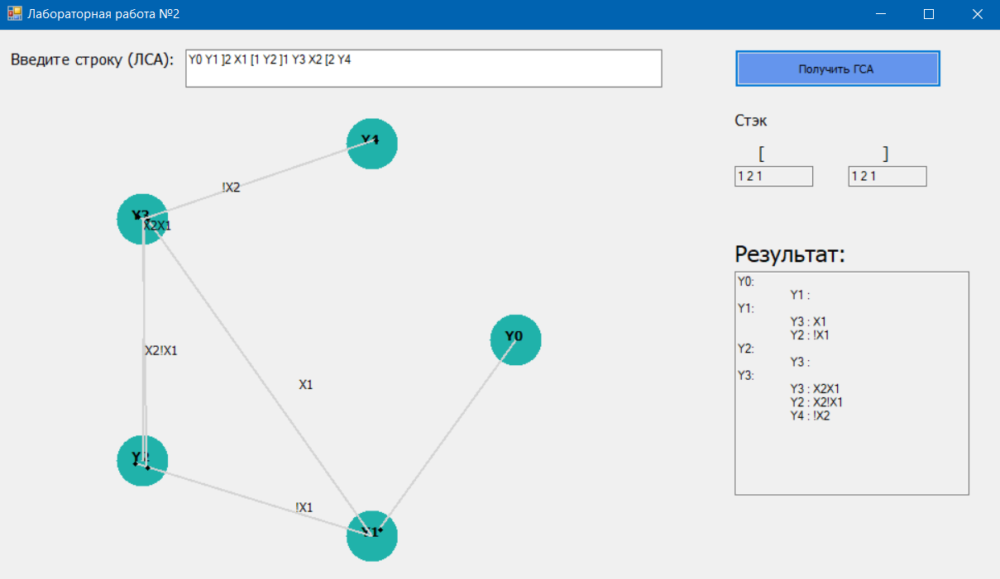 Лабораторная работа №2
Введите строку (ЛСА):
Y0 Y1 ]2 X1 [1 Y2 ]1 Y3 X2 [2 Y4
Получить ГСА
Стэк
[
]
1 2 1
1 2 1
Y4
!X2
Y3
X2X1
Y0
X2!X1
X1
Y2
!X1
Y1
Результат:
Y0:
Y1 :
Y1:
Y3 : X1
Y2 : !X1
Y2:
Y3 :
Y3:
Y3 : X2X1
Y2 : X2!X1
Y4 : !X2